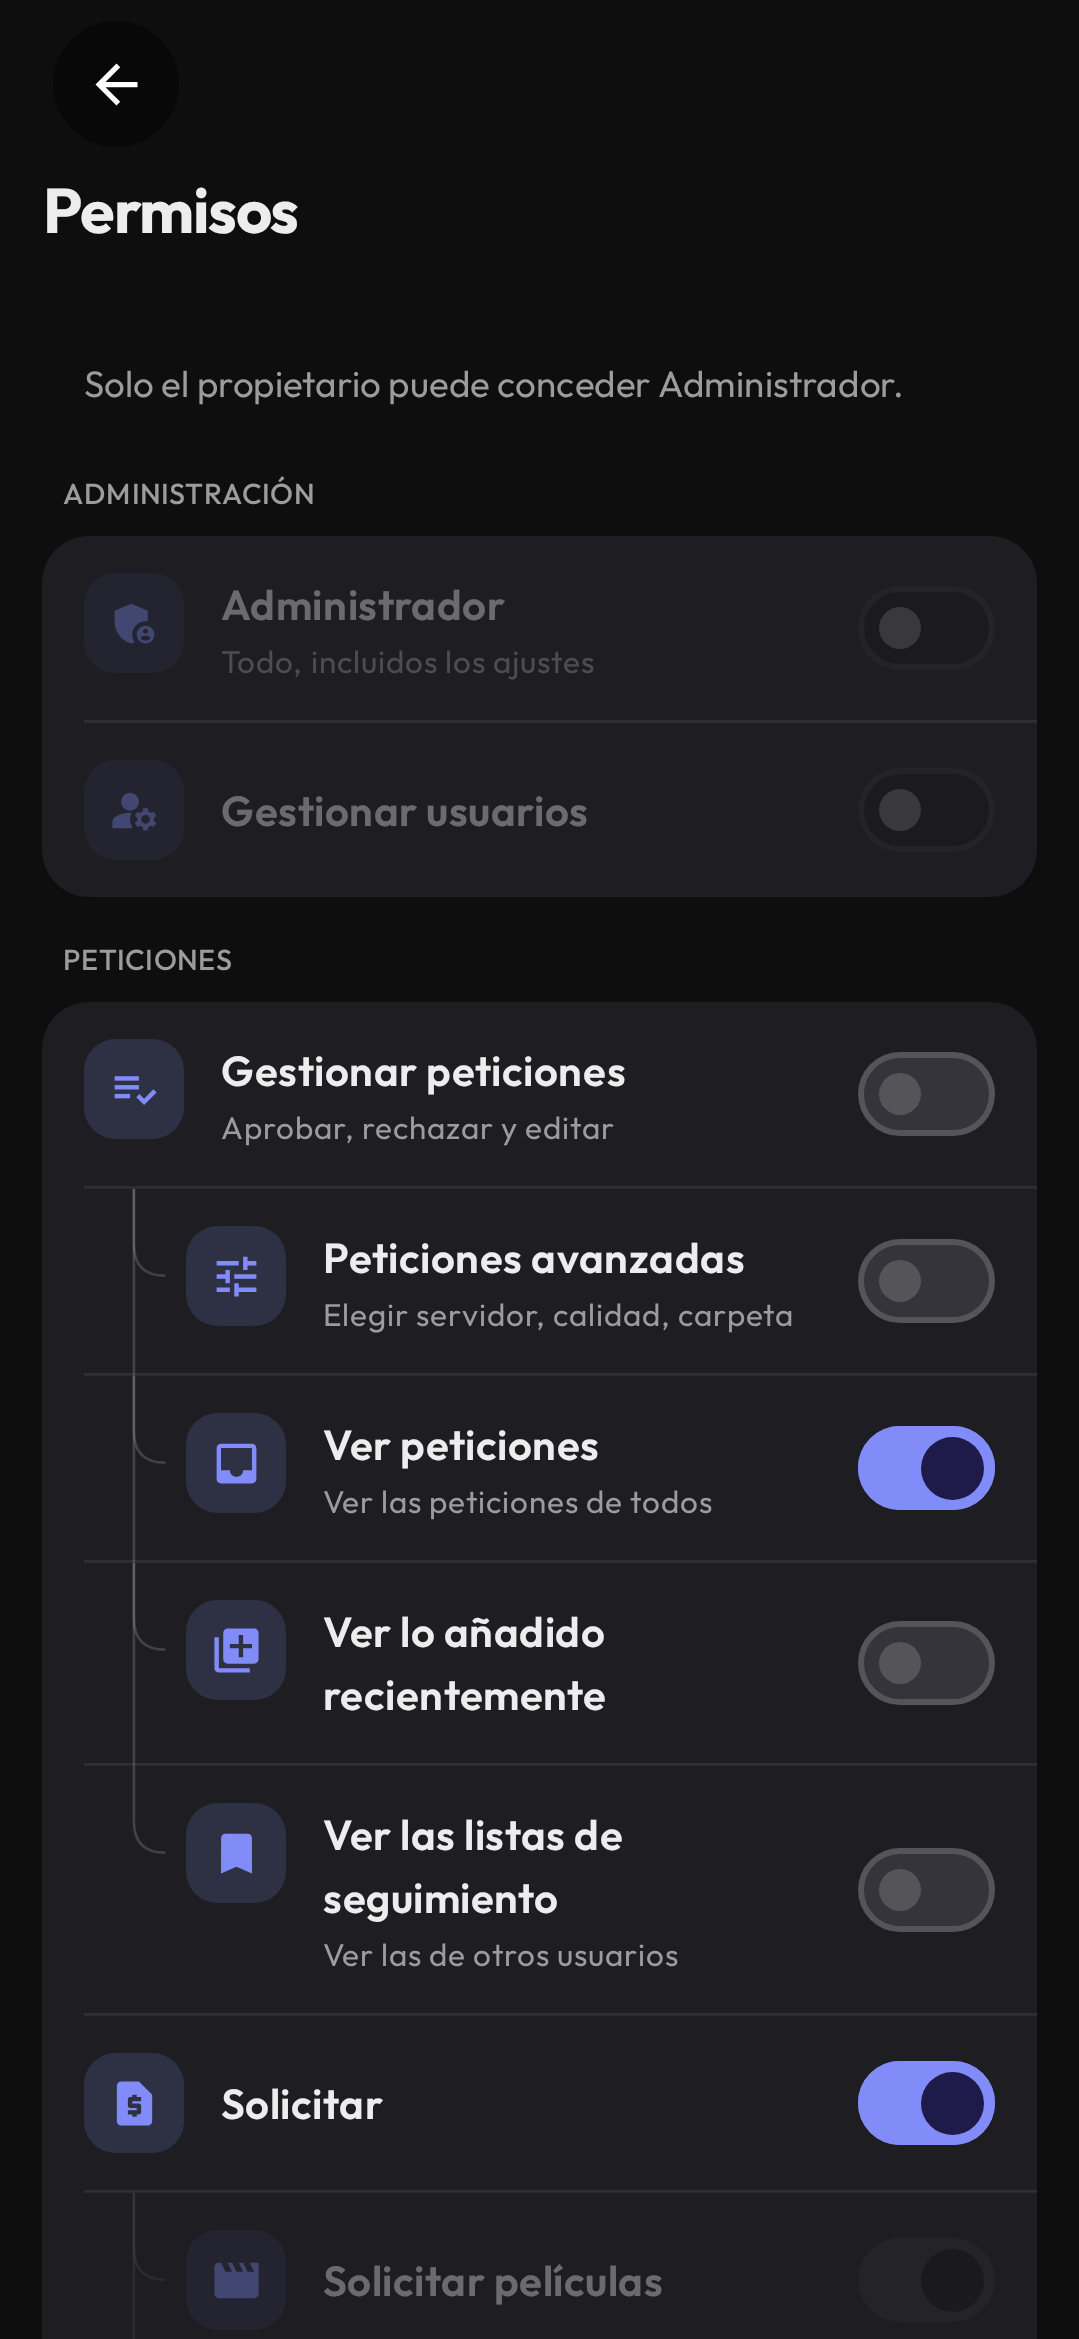 Permisos
Solo el propietario puede conceder Administrador.
ADMINISTRACIÓN
Administrador
Todo, incluidos los ajustes
Gestionar usuarios
PETICIONES
Gestionar peticiones
Aprobar, rechazar y editar
Peticiones avanzadas
Elegir servidor, calidad, carpeta
Ver peticiones
Ver las peticiones de todos
Ver lo añadido
recientemente
Ver las listas de
seguimiento
Ver las de otros usuarios
Solicitar
Solicitar películas